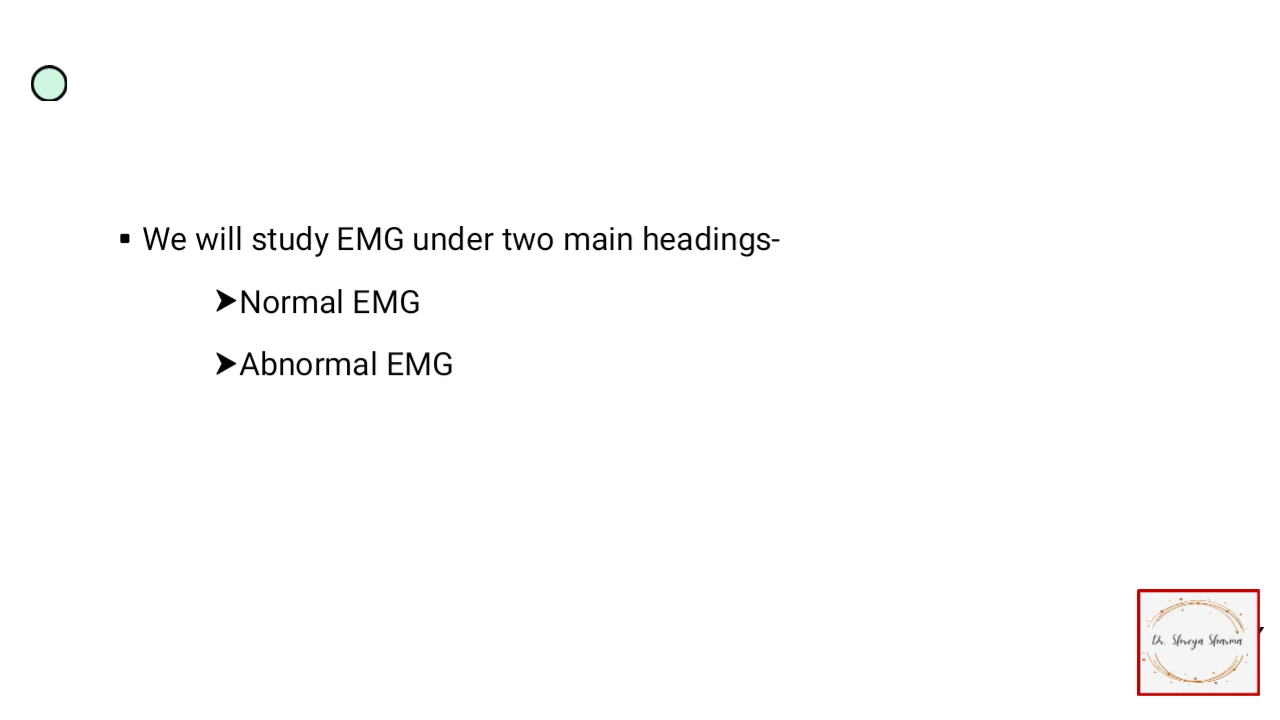 ▪ We will study EMG under two main headings-
➤Normal EMG
➤Abnormal EMG
Dr. Shreya Sharma